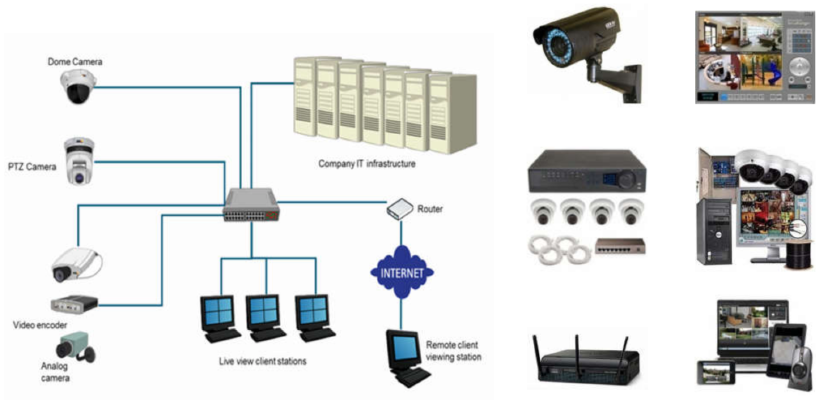 Dome Camera
PTZ Camera
Company IT infrastructure
Router
INTERNET
Video encoder
Live view client stations
Remote client
viewing station
Analog
camera